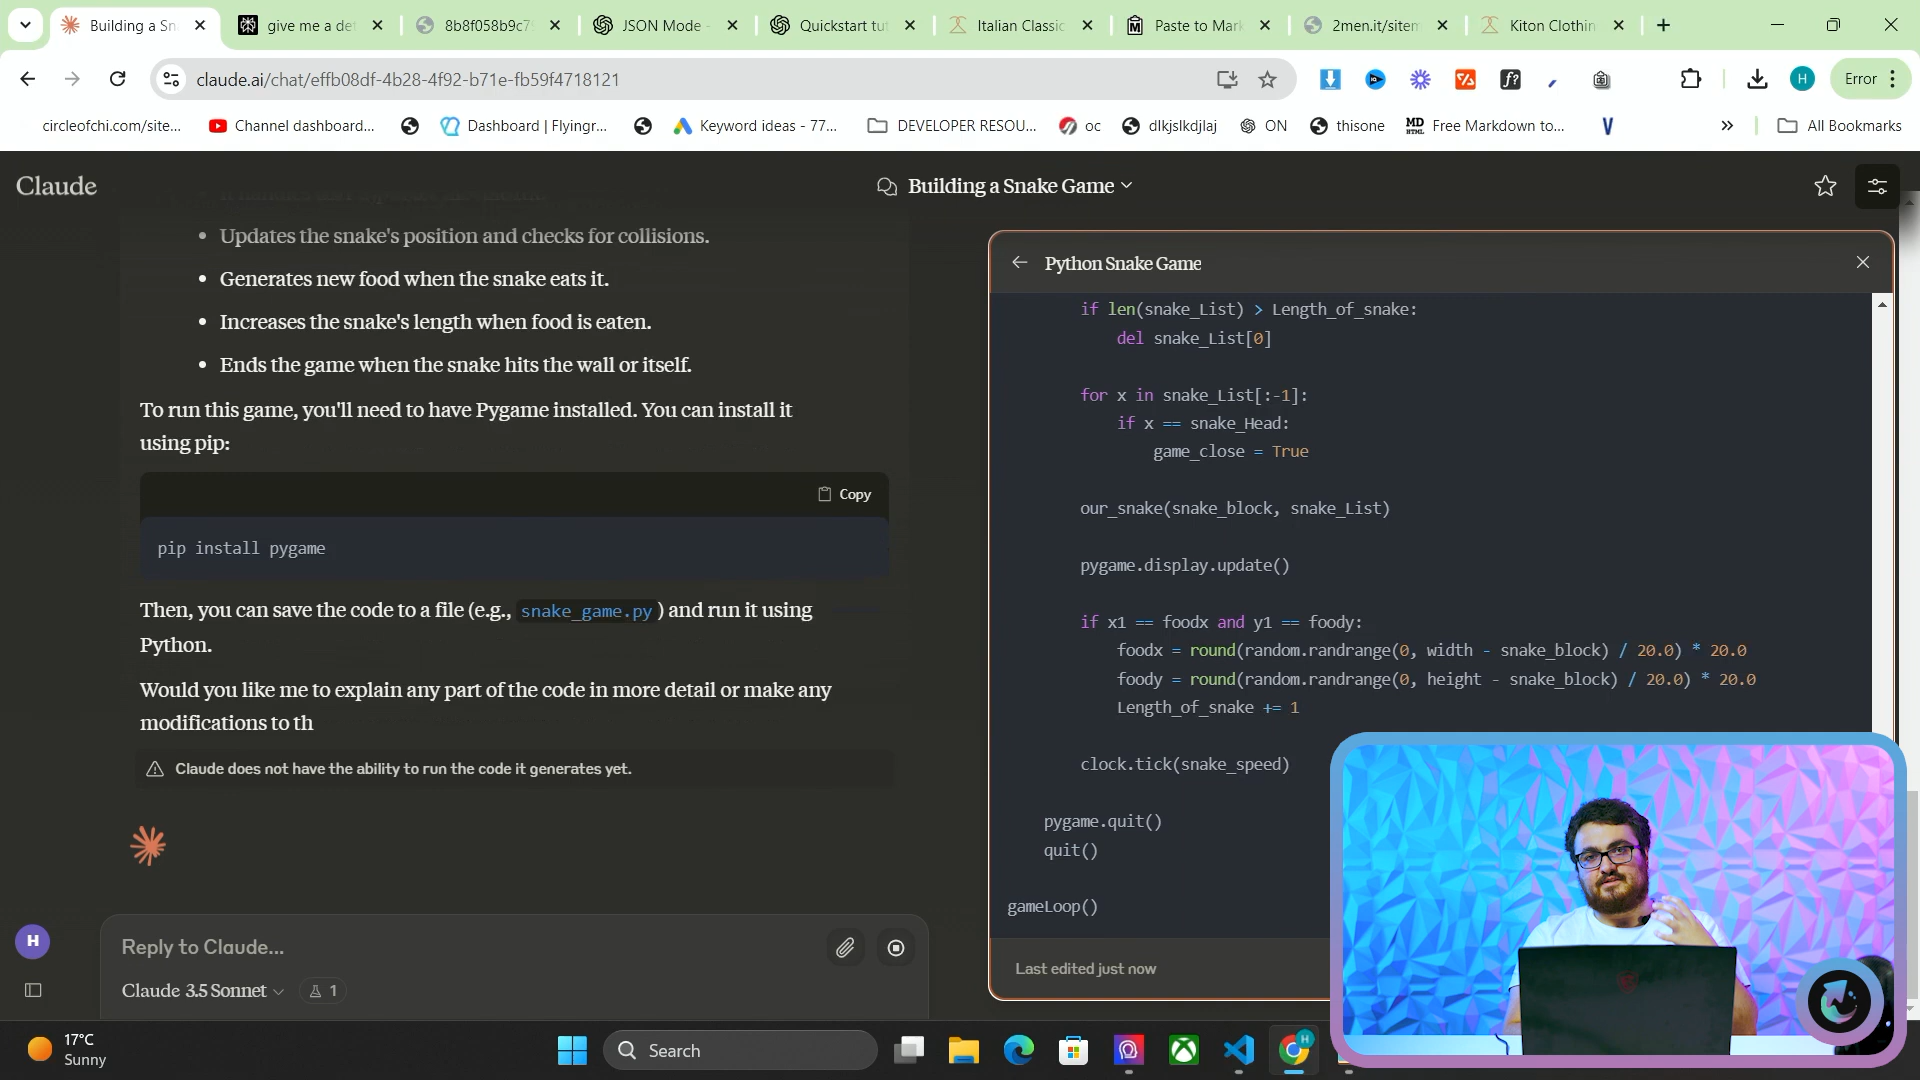 Building a Sn
give me a det
8b8f058b9c7
JSON Mode -
Quickstart tut
Italian Classic
Paste to Mark
2men.it/sitem
Kiton Clothin
claude.ai/chat/effb08df-4b28-4f92-b71e-fb59f4718121
H
Error
circleofchi.com/site...
Channel dashboard...
Dashboard | Flyingr...
Keyword ideas - 77...
DEVELOPER RESOU...
oc
dlkjslkdjlaj
ON
thisone
MD
HTML
Free Markdown to...
V
All Bookmarks
Claude
Building a Snake Game
• Updates the snake's position and checks for collisions.
• Generates new food when the snake eats it.
• Increases the snake's length when food is eaten.
• Ends the game when the snake hits the wall or itself.
To run this game, you'll need to have Pygame installed. You can install it
using pip:
Copy
pip install pygame
Then, you can save the code to a file (e.g., snake_game.py) and run it using
Python.
Would you like me to explain any part of the code in more detail or make any
modifications to th
Claude does not have the ability to run the code it generates yet.
H
Reply to Claude...
Claude 3.5 Sonnet
1
Python Snake Game
if len(snake_List) > Length_of_snake:
del snake_List[0]
for x in snake_List[:-1]:
if x == snake_Head:
game_close = True
our_snake(snake_block, snake_List)
pygame.display.update()
if x1 == foodx and y1 == foody:
foodx = round(random.randrange(0, width - snake_block) / 20.0) * 20.0
foody = round(random.randrange(0, height - snake_block) / 20.0) * 20.0
Length_of_snake += 1
clock.tick(snake_speed)
pygame.quit()
quit()
gameLoop()
Last edited just now
17°C
Sunny
Search
H